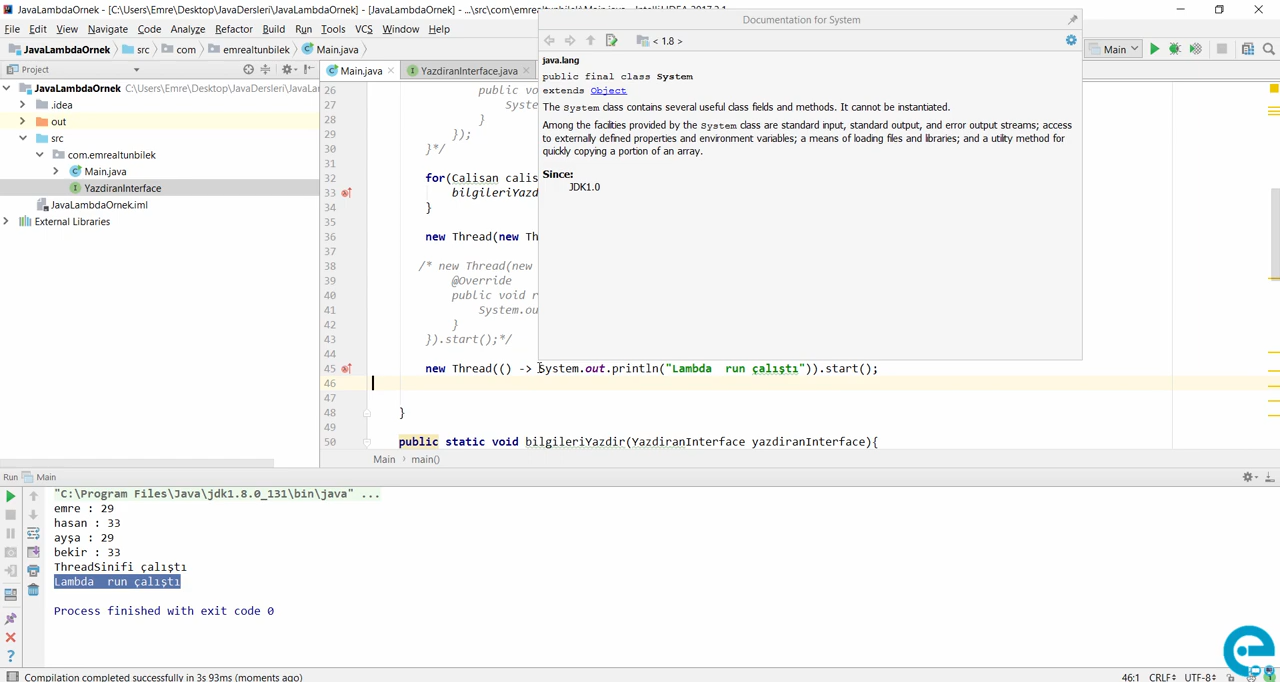 JavaLambdaOrnek - [C:\Users\Emre\Desktop\JavaDersleri\JavaLambdaOrnek] - [JavaLambdaOrnek] - ...\src\com\emrealtunbilek\Main.java - IntelliJ IDEA 2017.2.1
File Edit View Navigate Code Analyze Refactor Build Run Tools VCS Window Help
JavaLambdaOrnek src com emrealtunbilek Main.java
Main
Project
Main.java YazdiranInterface.java
JavaLambdaOrnek C:\Users\Emre\Desktop\JavaDersleri\JavaLar
.idea
out
src
com.emrealtunbilek
Main.java
YazdiranInterface
JavaLambdaOrnek.iml
External Libraries
Documentation for System
< 1.8 >
java.lang
public final class System
extends Object
The System class contains several useful class fields and methods. It cannot be instantiated.
Among the facilities provided by the System class are standard input, standard output, and error output streams; access
to externally defined properties and environment variables; a means of loading files and libraries; and a utility method for
quickly copying a portion of an array.
Since:
JDK1.0
26 public vo
27 Syste
28 }
29 });
30 }*/
31
32 for(Calisan calis
33 bilgileriYazd
34 }
35
36 new Thread(new Th
37
38 /* new Thread(new
39 @Override
40 public void r
41 System.ou
42 }
43 }).start();*/
44
45 new Thread(() -> System.out.println("Lambda  run çalıştı")).start();
46
48 }
49
50 public static void bilgileriYazdir(YazdiranInterface yazdiranInterface){
Main › main()
Run Main
"C:\Program Files\Java\jdk1.8.0_131\bin\java" ...
emre : 29
hasan : 33
ayşa : 29
bekir : 33
ThreadSinifi çalıştı
Lambda  run çalıştı
Process finished with exit code 0
Compilation completed successfully in 3s 93ms (moments ago)
46:1 CRLF UTF-8